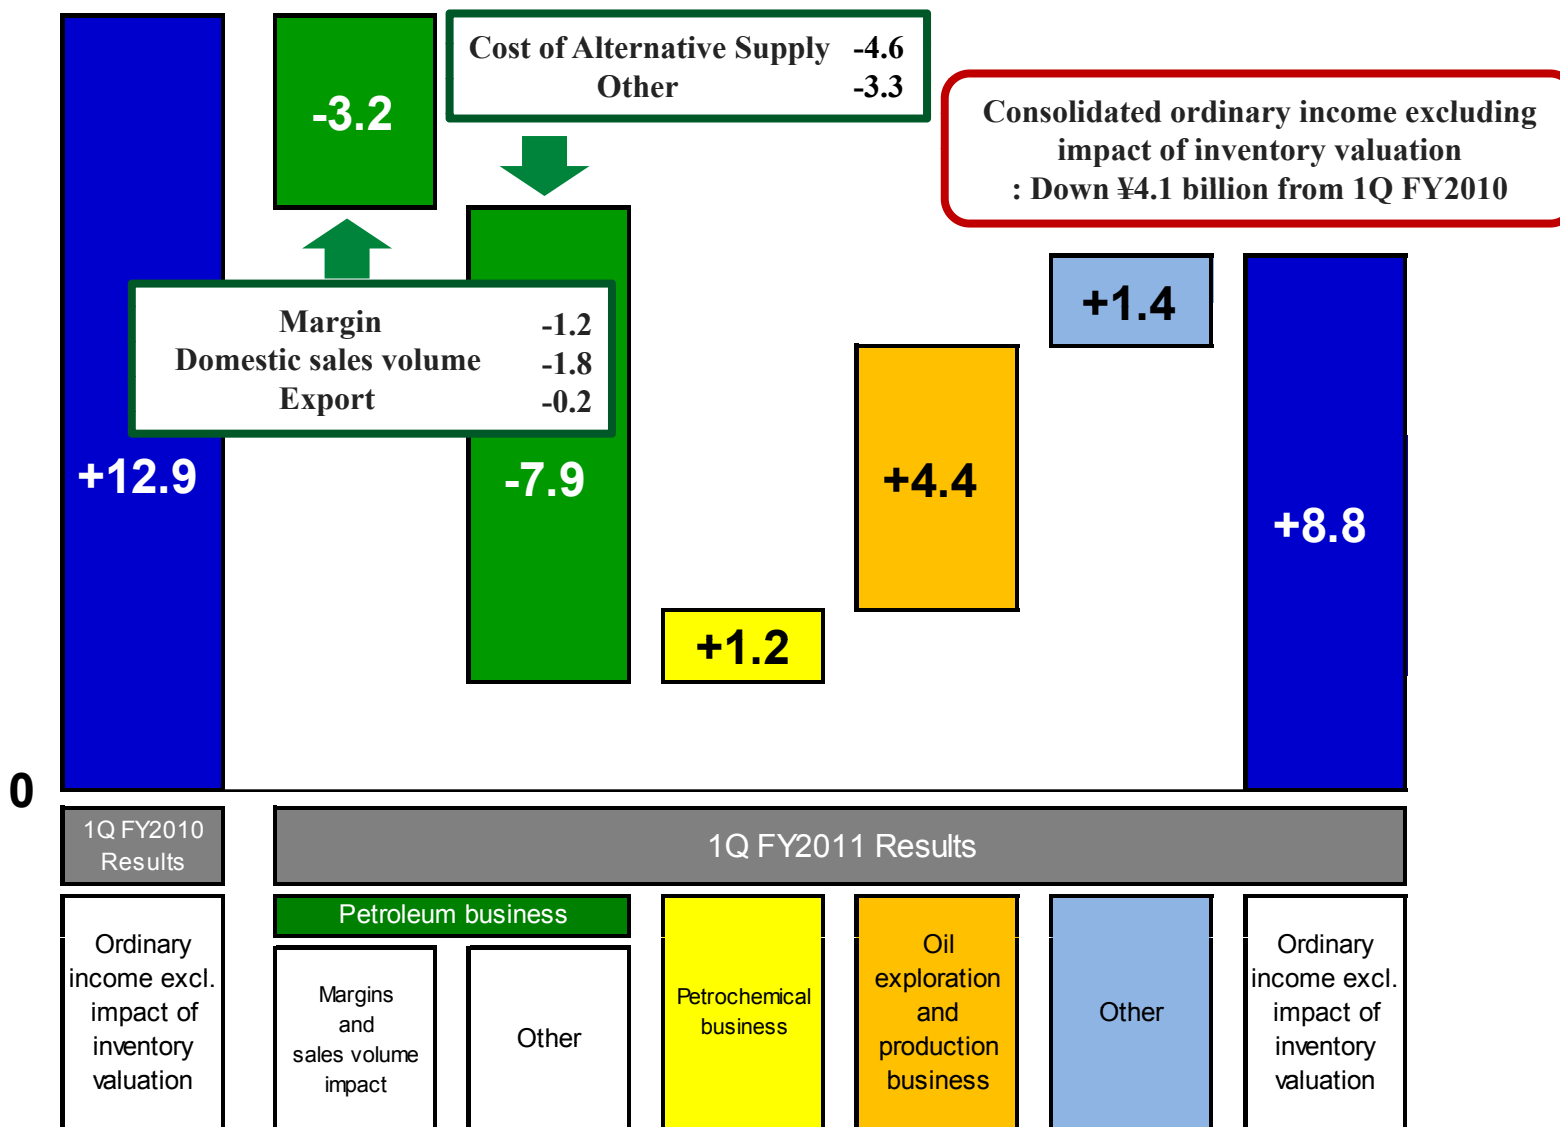 Cost of Alternative Supply -4.6
Other -3.3
-3.2
Consolidated ordinary income excluding
impact of inventory valuation
: Down ¥4.1 billion from 1Q FY2010
Margin -1.2
Domestic sales volume -1.8
Export -0.2
+12.9
-7.9
+1.2
+4.4
+1.4
+8.8
0
1Q FY2010
Results
1Q FY2011 Results
Ordinary
income excl.
impact of
inventory
valuation
Petroleum business
Margins
and
sales volume
impact
Other
Petrochemical
business
Oil
exploration
and
production
business
Other
Ordinary
income excl.
impact of
inventory
valuation